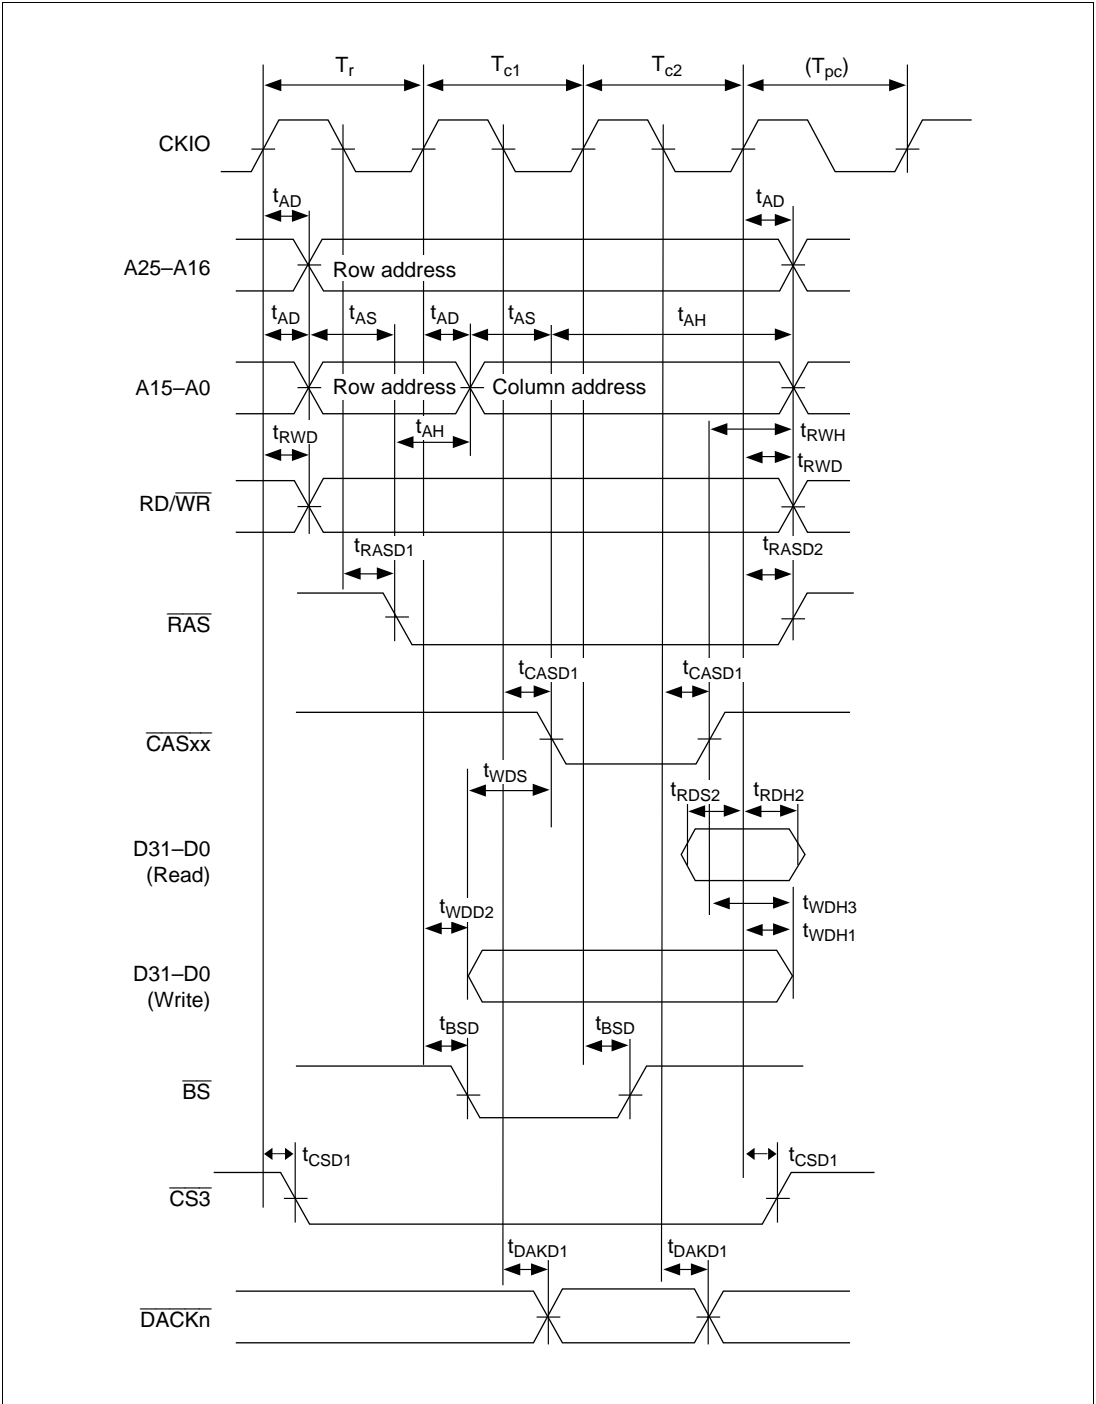 Tr Tc1 Tc2 (Tpc)
CKIO
tAD tAD
A25–A16 Row address
tAD tAS tAD tAS tAH
A15–A0 Row address Column address
tRWD tAH tRWH
tRWD
RD/WR
tRASD1 tRASD2
RAS
tCASD1 tCASD1
CASxx
tWDS tRDS2 tRDH2
D31–D0
(Read)
tWDH3
tWDD2 tWDH1
D31–D0
(Write)
tBSD tBSD
BS
tCSD1 tCSD1
CS3
tDAKD1 tDAKD1
DACKn